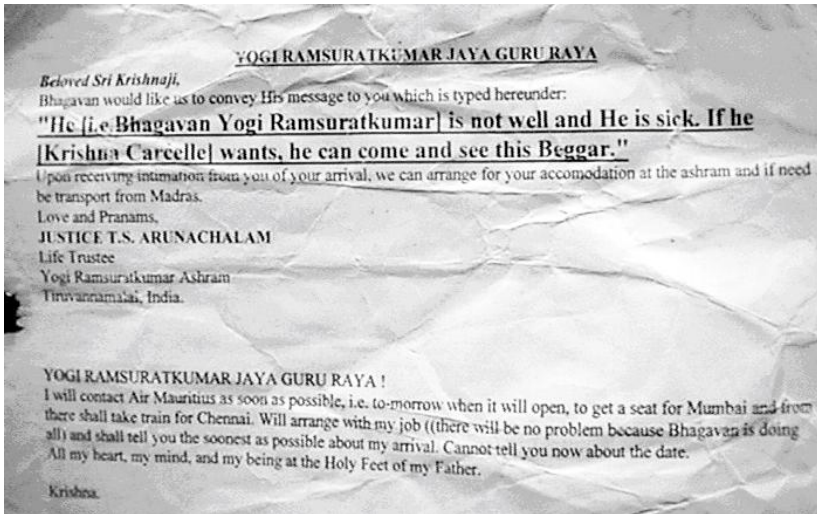 YOGI RAMSURATKUMAR JAYA GURU RAYA
Beloved Sri Krishnaji,
Bhagavan would like us to convey His message to you which is typed hereunder:
"He [i.e Bhagavan Yogi Ramsuratkumar] is not well and He is sick. If he
[Krishna Carcelle] wants, he can come and see this Beggar."
Upon receiving intimation from you of your arrival, we can arrange for your accomodation at the ashram and if need
be transport from Madras.
Love and Pranams,
JUSTICE T.S. ARUNACHALAM
Life Trustee
Yogi Ramsuratkumar Ashram
Tiruvannamalai, India.
YOGI RAMSURATKUMAR JAYA GURU RAYA !
I will contact Air Mauritius as soon as possible, i.e. to-morrow when it will open, to get a seat for Mumbai and from
there shall take train for Chennai. Will arrange with my job ((there will be no problem because Bhagavan is doing
all) and shall tell you the soonest as possible about my arrival. Cannot tell you now about the date.
All my heart, my mind, and my being at the Holy Feet of my Father.
Krishna.